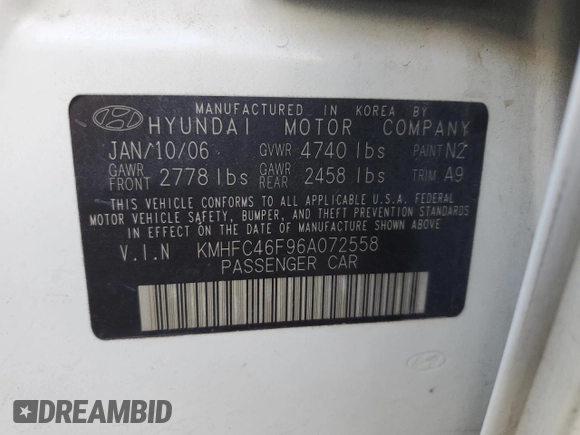 MANUFACTURED IN KOREA BY
HYUNDAI MOTOR COMPANY
JAN/10/06 GVWR 4740 lbs PAINT N2
GAWR FRONT 2778 lbs GAWR REAR 2458 lbs TRIM A9
THIS VEHICLE CONFORMS TO ALL APPLICABLE U.S.A. FEDERAL
MOTOR VEHICLE SAFETY, BUMPER, AND THEFT PREVENTION STANDARDS
IN EFFECT ON THE DATE OF MANUFACTURE SHOWN ABOVE
V.I.N KMHFC46F96A072558
PASSENGER CAR
DREAMBID